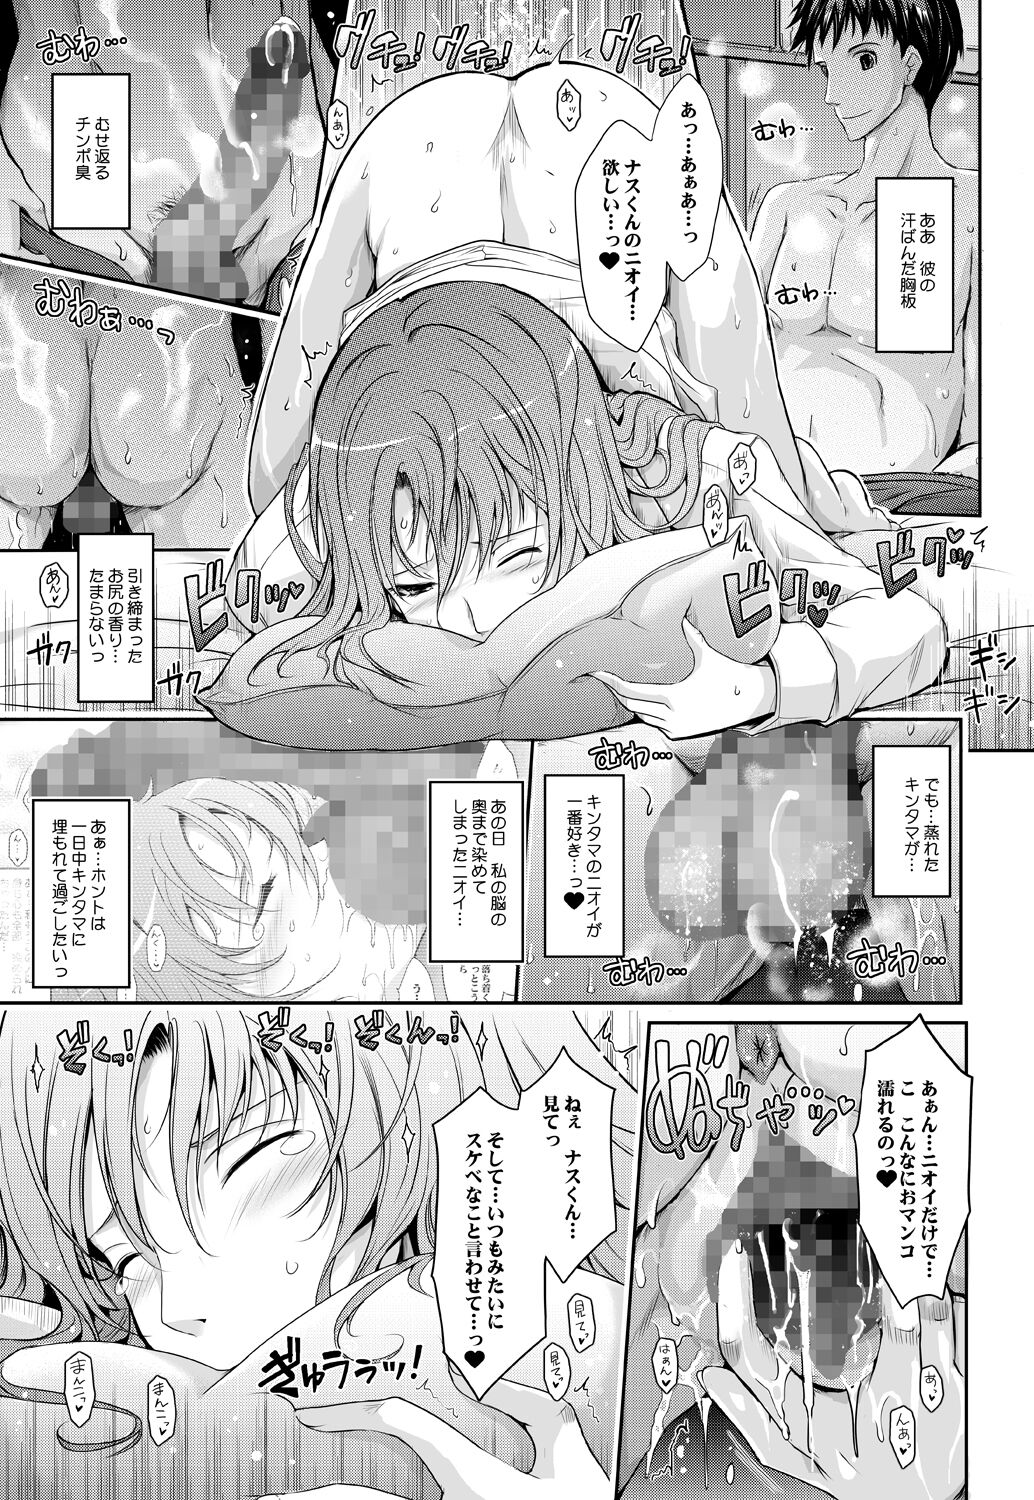 ああ　彼の
汗ばんだ胸板
むわ…
むわ…
あっ…あぁあ…っ
ナスくんのニオイ…
欲しい…っ♥
グチュ!
グチュ!
グチュ!
グチュ!
あッ♥
んぁ♥
むわ…
むせ返る
チンポ臭
むわぁ…っ
引き締まった
お尻の香り…
たまらないっ
あん♥
あぁっ
あんッ
ビクッ
ビクッ
ビクッ
ビクッ
ガク
ガク
ギシ
ギシ
でも…蒸れた
キンタマが…
むわ…
むわ…
キンタマのニオイが
一番好き…っ♥
あの日　私の脳の
奥まで染めて
しまったニオイ…
あぁ…ホントは
一日中キンタマに
埋もれて過ごしたいっ
あぁん…ニオイだけで…
こ　こんなにおマンコ
濡れるのっ♥
ぬぢゃ…ッ
はぁん♥
あっ♥
んあっ♥
ねぇ　ナスくん…
見てっ
そして…いつもみたいに
スケベなこと言わせて…っ♥
ぞくっ!
ぞくっ!
ぞくんっ!
見てっ♥
見てっ♥
ぎゅうううッ!
まんこっ♥
まんこっ♥